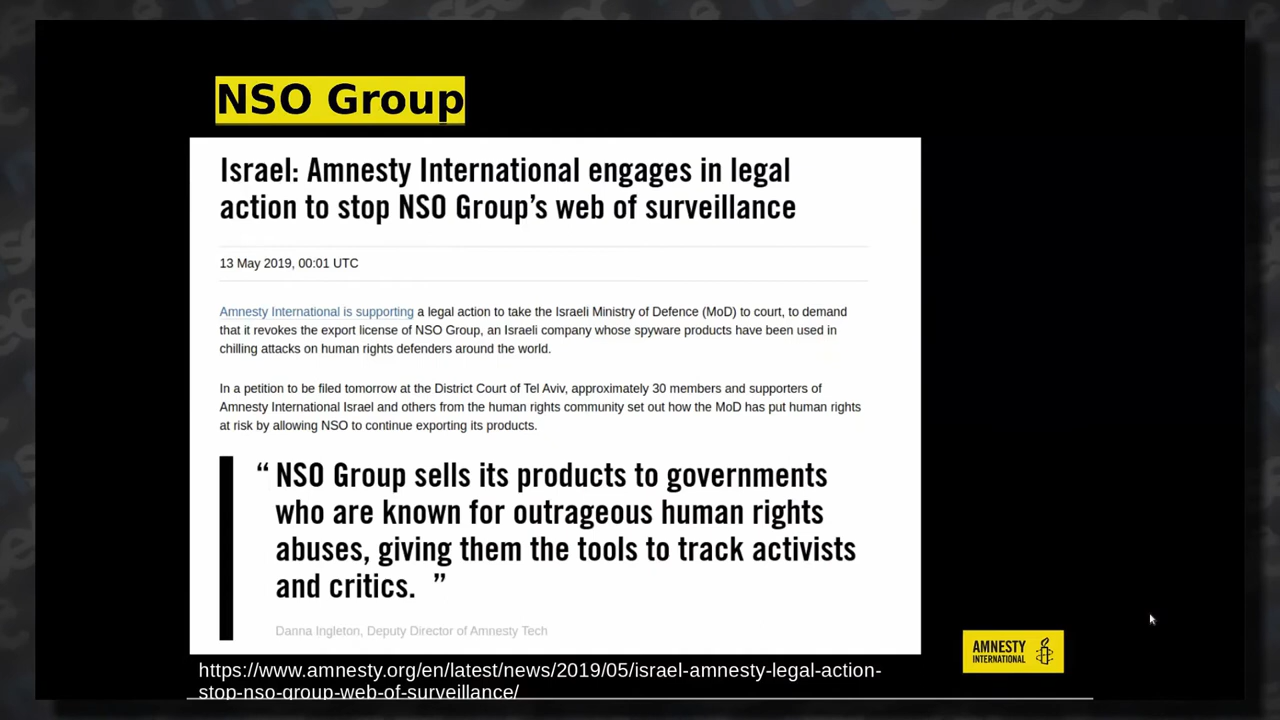 NSO Group
Israel: Amnesty International engages in legal
action to stop NSO Group’s web of surveillance
13 May 2019, 00:01 UTC
Amnesty International is supporting a legal action to take the Israeli Ministry of Defence (MoD) to court, to demand
that it revokes the export license of NSO Group, an Israeli company whose spyware products have been used in
chilling attacks on human rights defenders around the world.
In a petition to be filed tomorrow at the District Court of Tel Aviv, approximately 30 members and supporters of
Amnesty International Israel and others from the human rights community set out how the MoD has put human rights
at risk by allowing NSO to continue exporting its products.
“ NSO Group sells its products to governments
who are known for outrageous human rights
abuses, giving them the tools to track activists
and critics. ”
Danna Ingleton, Deputy Director of Amnesty Tech
https://www.amnesty.org/en/latest/news/2019/05/israel-amnesty-legal-action-
stop-nso-group-web-of-surveillance/
AMNESTY
INTERNATIONAL